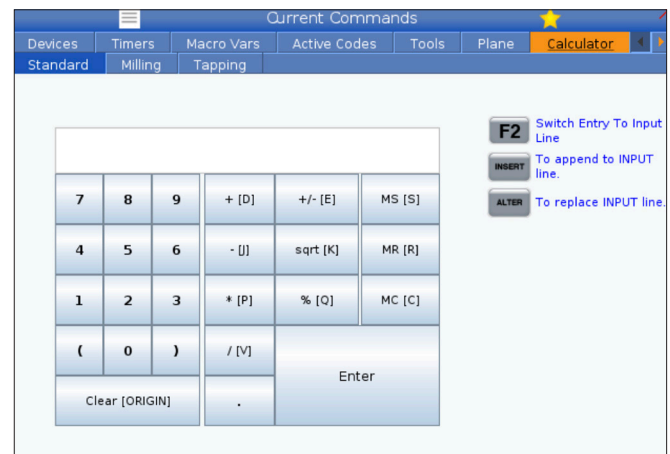 Current Commands
Devices Timers Macro Vars Active Codes Tools Plane Calculator
Standard Milling Tapping
F2 Switch Entry To Input
Line
INSERT To append to INPUT
line.
ALTER To replace INPUT line.
7 8 9 + [D] +/- [E] MS [S]
4 5 6 - [J] sqrt [K] MR [R]
1 2 3 * [P] % [Q] MC [C]
( 0 ) / [V] Enter
Clear [ORIGIN] .